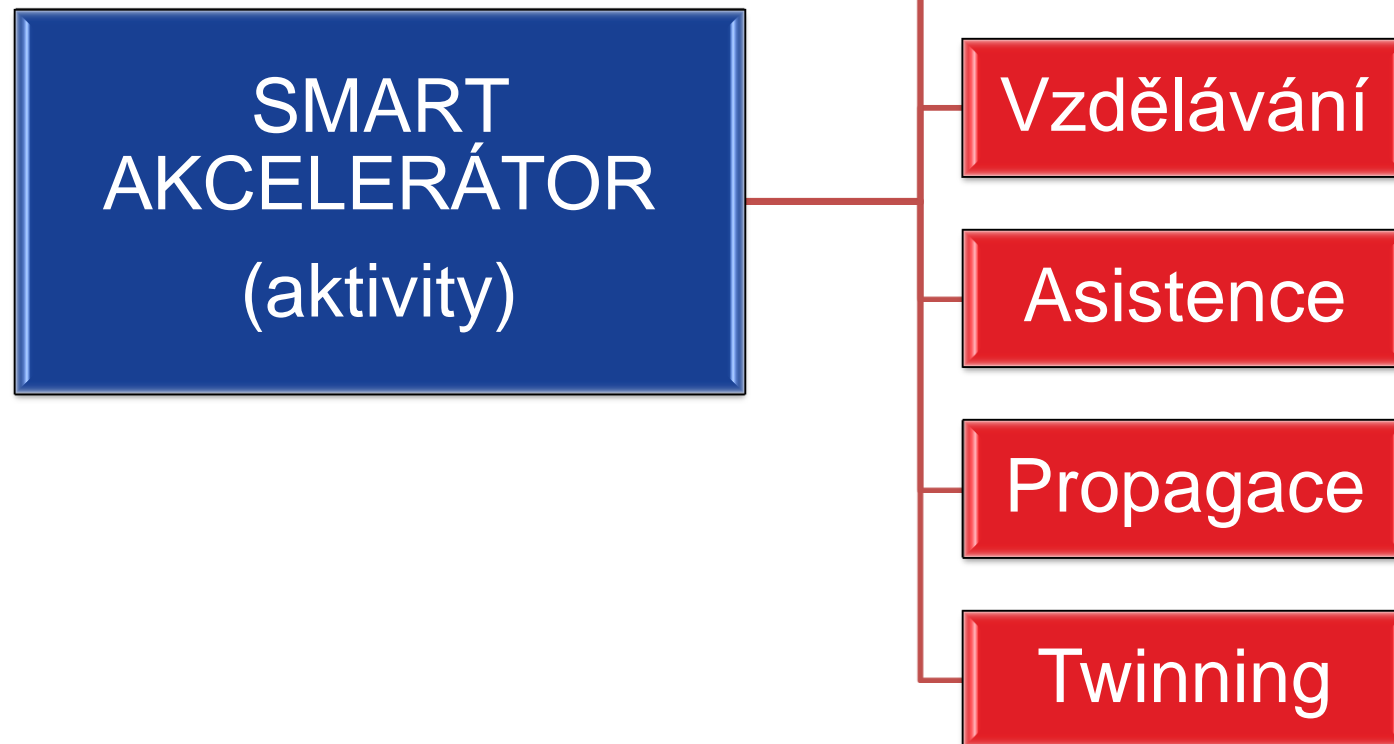 SMART
AKCELERÁTOR
(aktivity)
Vzdělávání
Asistence
Propagace
Twinning